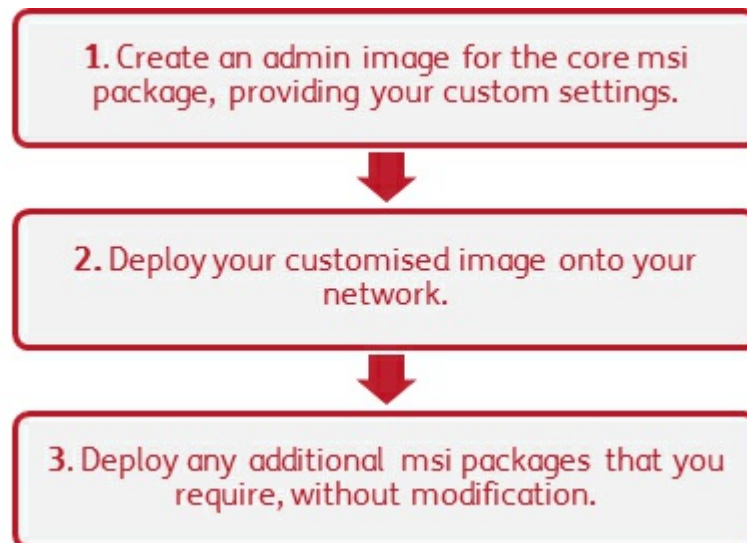 1. Create an admin image for the core msi
package, providing your custom settings.
2. Deploy your customised image onto your
network.
3. Deploy any additional msi packages that you
require, without modification.